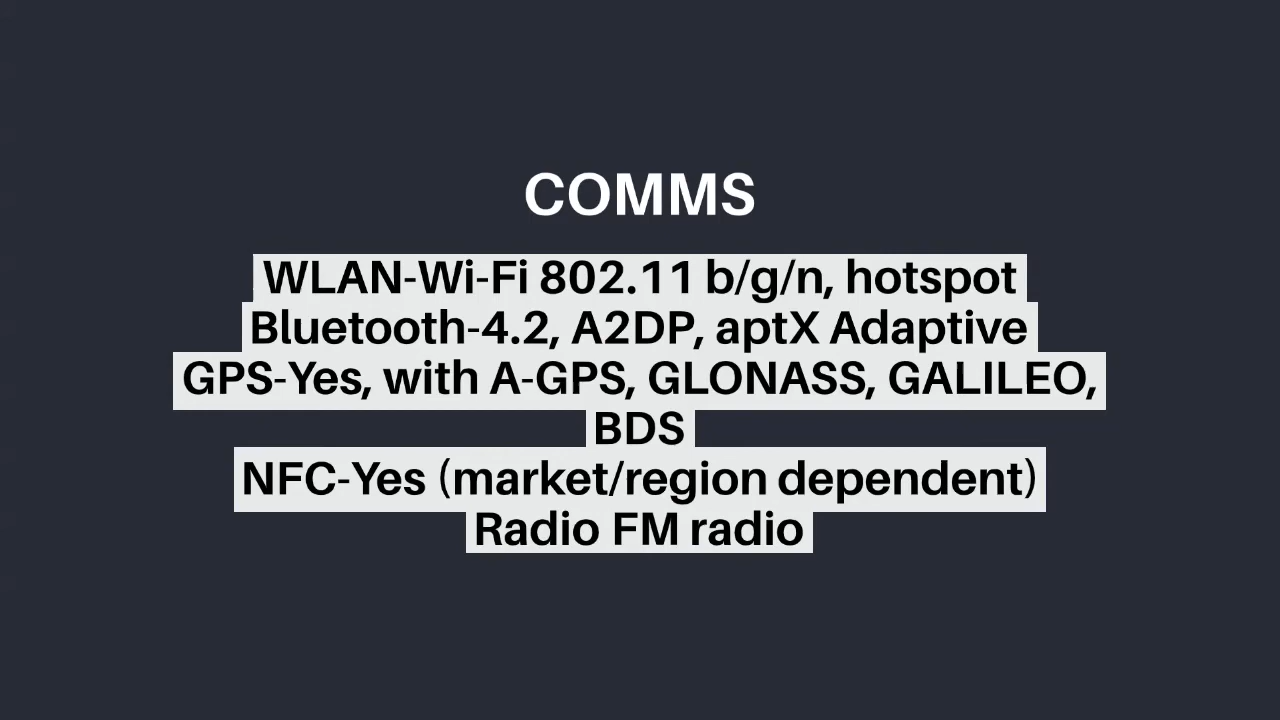 COMMS
WLAN-Wi-Fi 802.11 b/g/n, hotspot
Bluetooth-4.2, A2DP, aptX Adaptive
GPS-Yes, with A-GPS, GLONASS, GALILEO,
BDS
NFC-Yes (market/region dependent)
Radio FM radio